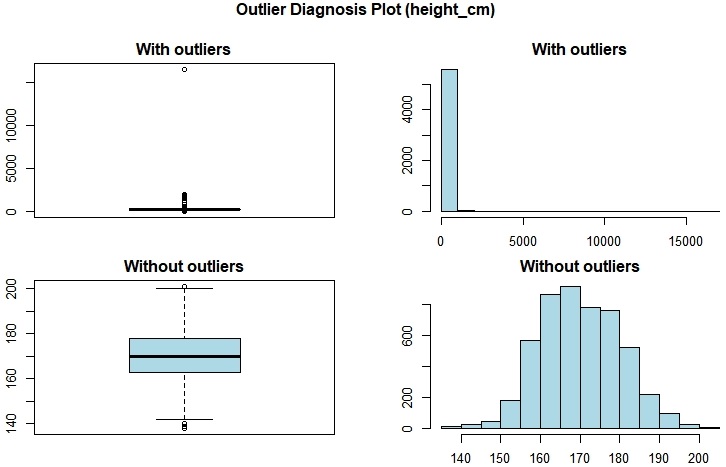 Outlier Diagnosis Plot (height_cm)
With outliers
With outliers
0 5000 10000
0 2000 4000
0 5000 10000 15000
Without outliers
Without outliers
140 160 180 200
0 200 600
140 150 160 170 180 190 200